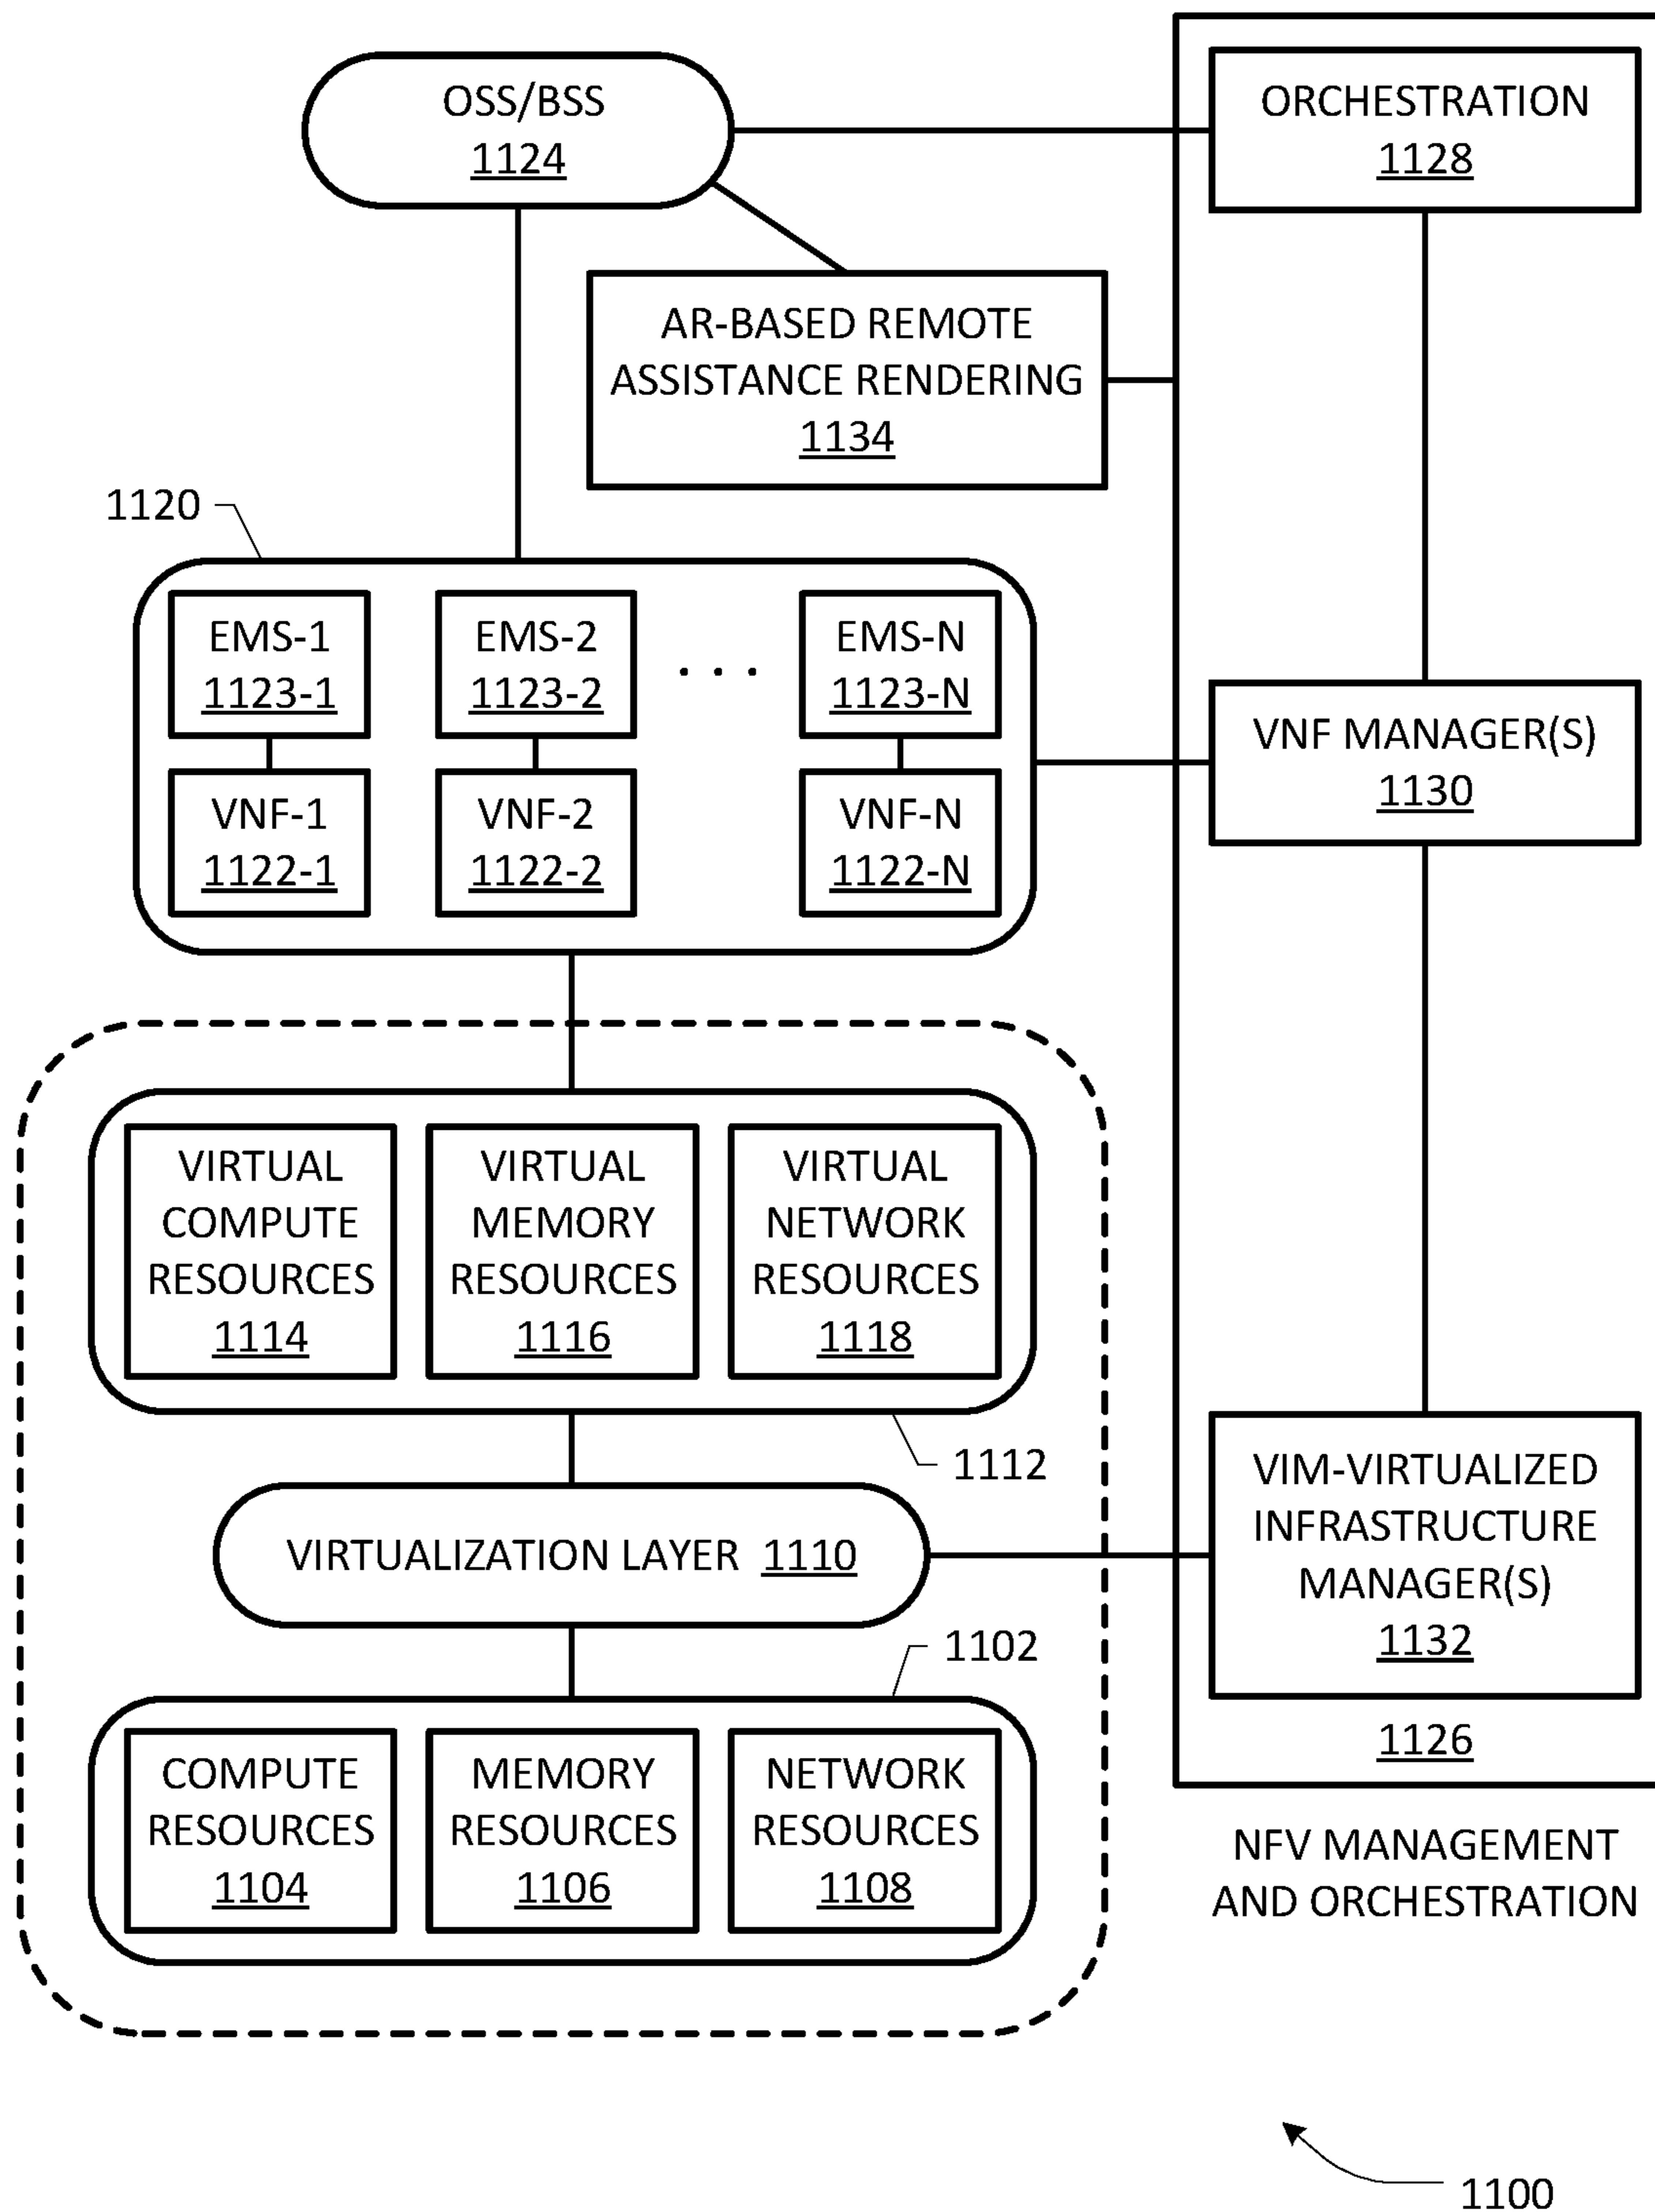 OSS/BSS
1124
ORCHESTRATION
1128
AR-BASED REMOTE
ASSISTANCE RENDERING
1134
1120
EMS-1
1123-1
EMS-2
1123-2
. . .
EMS-N
1123-N
VNF-1
1122-1
VNF-2
1122-2
VNF-N
1122-N
VNF MANAGER(S)
1130
VIRTUAL
COMPUTE
RESOURCES
1114
VIRTUAL
MEMORY
RESOURCES
1116
VIRTUAL
NETWORK
RESOURCES
1118
1112
VIRTUALIZATION LAYER 1110
VIM-VIRTUALIZED
INFRASTRUCTURE
MANAGER(S)
1132
1102
COMPUTE
RESOURCES
1104
MEMORY
RESOURCES
1106
NETWORK
RESOURCES
1108
1126
NFV MANAGEMENT
AND ORCHESTRATION
1100